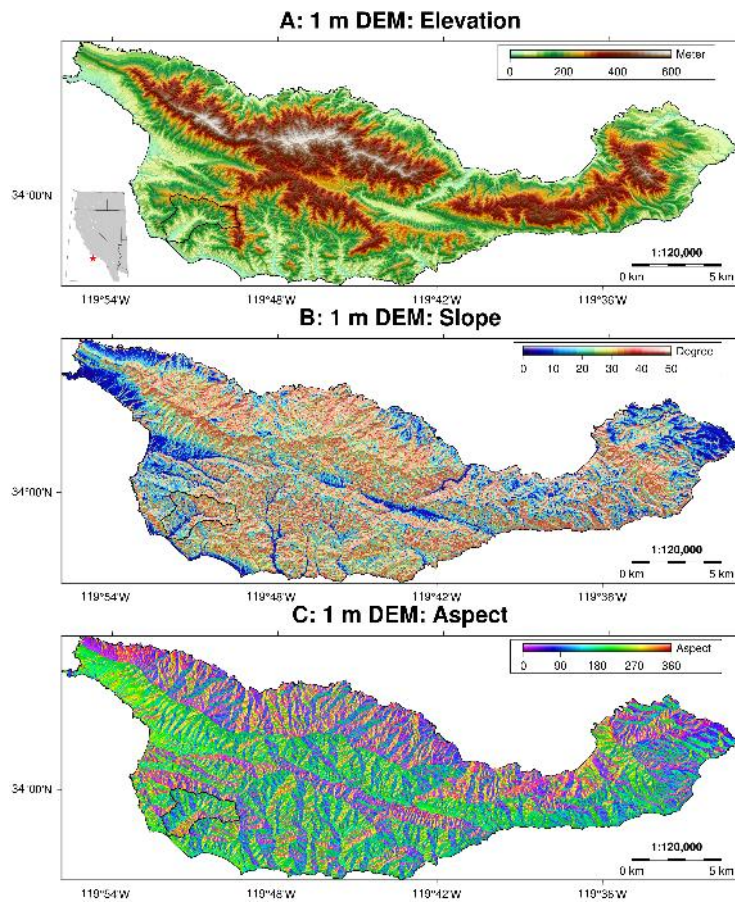 A: 1 m DEM: Elevation
Meter
0 200 400 600
34°00'N
1:120,000
0 km 5 km
119°54'W 119°48'W 119°42'W 119°36'W
B: 1 m DEM: Slope
Degree
0 10 20 30 40 50
34°00'N
1:120,000
0 km 5 km
119°54'W 119°48'W 119°42'W 119°36'W
C: 1 m DEM: Aspect
Aspect
0 90 180 270 360
34°00'N
1:120,000
0 km 5 km
119°54'W 119°48'W 119°42'W 119°36'W